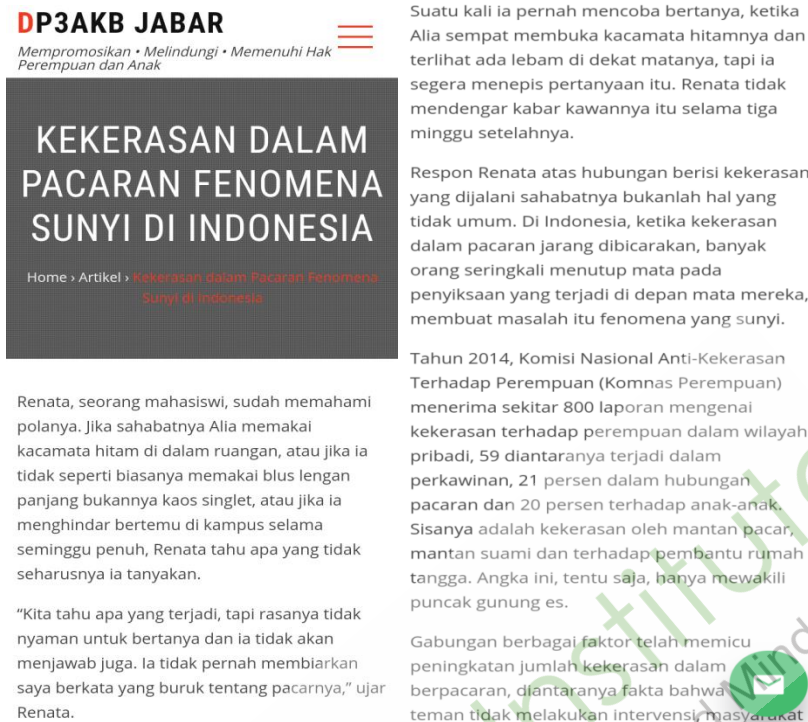 DP3AKB JABAR
Mempromosikan • Melindungi • Memenuhi Hak
Perempuan dan Anak
KEKERASAN DALAM
PACARAN FENOMENA
SUNYI DI INDONESIA
Home › Artikel › Kekerasan dalam Pacaran Fenomena
Sunyi di Indonesia
Renata, seorang mahasiswi, sudah memahami
polanya. Jika sahabatnya Alia memakai
kacamata hitam di dalam ruangan, atau jika ia
tidak seperti biasanya memakai blus lengan
panjang bukannya kaos singlet, atau jika ia
menghindar bertemu di kampus selama
seminggu penuh, Renata tahu apa yang tidak
seharusnya ia tanyakan.
“Kita tahu apa yang terjadi, tapi rasanya tidak
nyaman untuk bertanya dan ia tidak akan
menjawab juga. Ia tidak pernah membiarkan
saya berkata yang buruk tentang pacarnya,” ujar
Renata.
Suatu kali ia pernah mencoba bertanya, ketika
Alia sempat membuka kacamata hitamnya dan
terlihat ada lebam di dekat matanya, tapi ia
segera menepis pertanyaan itu. Renata tidak
mendengar kabar kawannya itu selama tiga
minggu setelahnya.
Respon Renata atas hubungan berisi kekerasan
yang dijalani sahabatnya bukanlah hal yang
tidak umum. Di Indonesia, ketika kekerasan
dalam pacaran jarang dibicarakan, banyak
orang seringkali menutup mata pada
penyiksaan yang terjadi di depan mata mereka,
membuat masalah itu fenomena yang sunyi.
Tahun 2014, Komisi Nasional Anti-Kekerasan
Terhadap Perempuan (Komnas Perempuan)
menerima sekitar 800 laporan mengenai
kekerasan terhadap perempuan dalam wilayah
pribadi, 59 diantaranya terjadi dalam
perkawinan, 21 persen dalam hubungan
pacaran dan 20 persen terhadap anak-anak.
Sisanya adalah kekerasan oleh mantan pacar,
mantan suami dan terhadap pembantu rumah
tangga. Angka ini, tentu saja, hanya mewakili
puncak gunung es.
Gabungan berbagai faktor telah memicu
peningkatan jumlah kekerasan dalam
berpacaran, diantaranya fakta bahwa
teman tidak melakukan intervensi, masyarakat